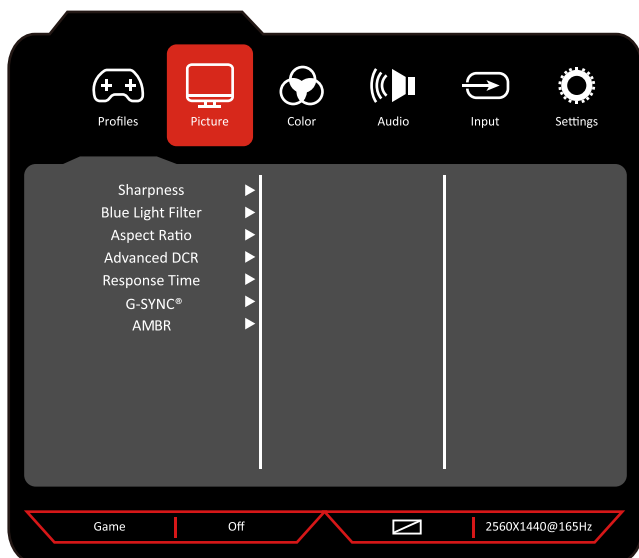 Profiles
Picture
Color
Audio
Input
Settings
Sharpness
Blue Light Filter
Aspect Ratio
Advanced DCR
Response Time
G-SYNC®
AMBR
Game
Off
2560X1440@165Hz